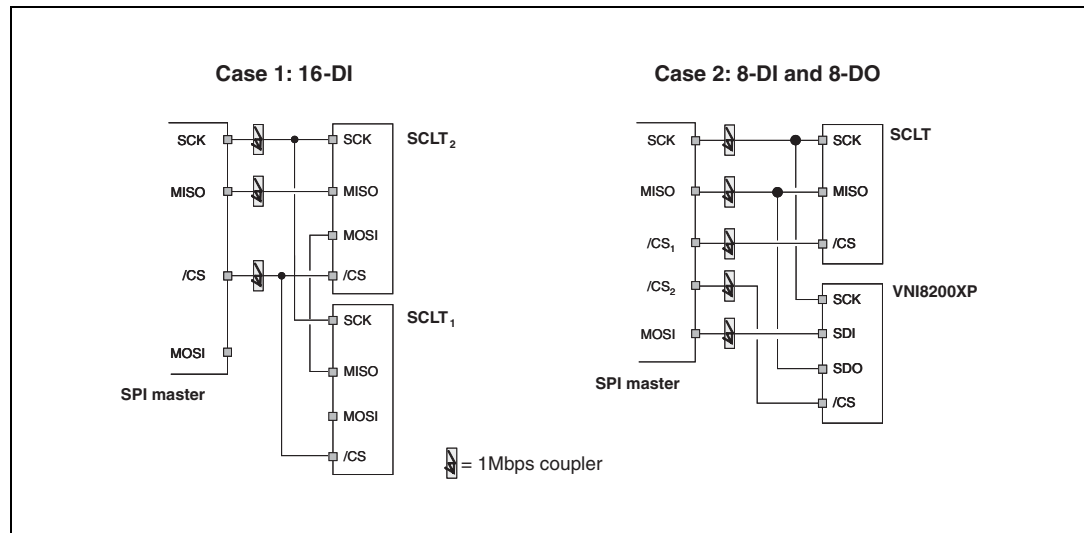 Case 1: 16-DI
SCK
MISO
/CS
MOSI
SPI master
SCK
MISO
MOSI
/CS
SCLT2
SCK
MISO
MOSI
/CS
SCLT1
= 1Mbps coupler
Case 2: 8-DI and 8-DO
SCK
MISO
/CS1
/CS2
MOSI
SPI master
SCK
MISO
/CS
SCLT
VNI8200XP
SCK
SDI
SDO
/CS